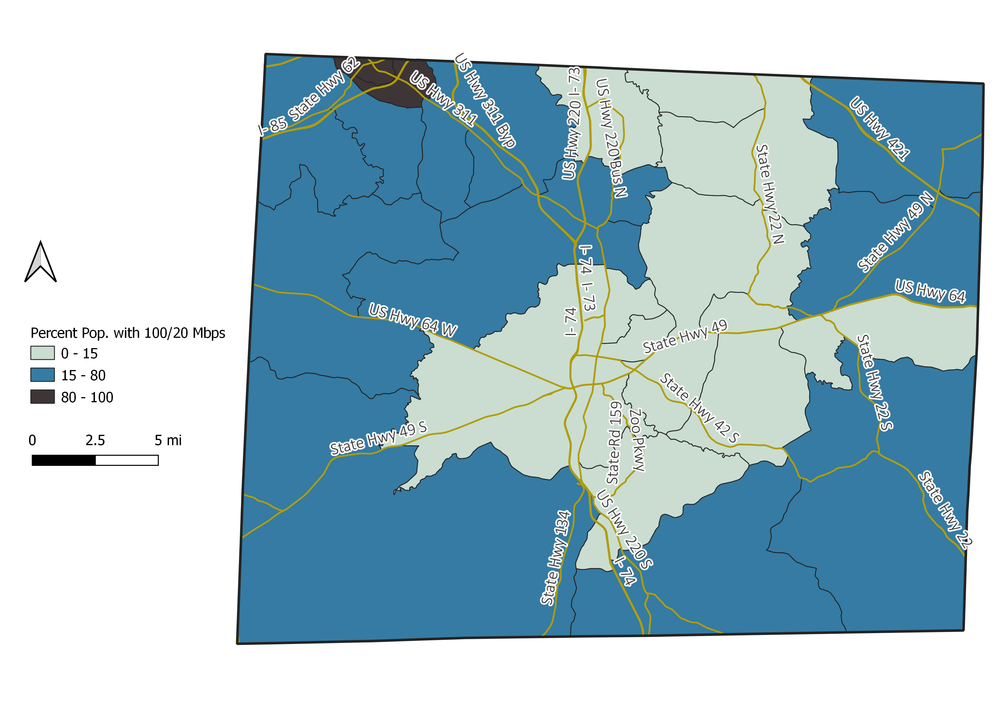 State Hwy 62
I- 85
US Hwy 311
US Hwy 311 Byp
US Hwy 220
I- 73
US Hwy 220 Bus N
State Hwy 22 N
US Hwy 421
State Hwy 49 N
US Hwy 64
I- 74
I- 73
I- 74
US Hwy 64 W
State Hwy 49
State Hwy 42 S
State Hwy 22 S
State Rd 159
Zoo Pkwy
State Hwy 49 S
State Hwy 134
US Hwy 220 S
I- 74
State Hwy 22
Percent Pop. with 100/20 Mbps
0 - 15
15 - 80
80 - 100
0 2.5 5 mi